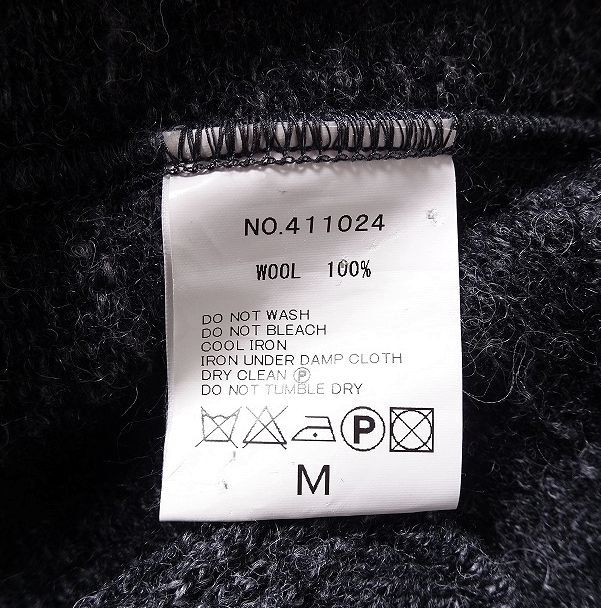 NO.411024
WOOL 100%
DO NOT WASH
DO NOT BLEACH
COOL IRON
IRON UNDER DAMP CLOTH
DRY CLEAN Ⓟ
DO NOT TUMBLE DRY
P
M